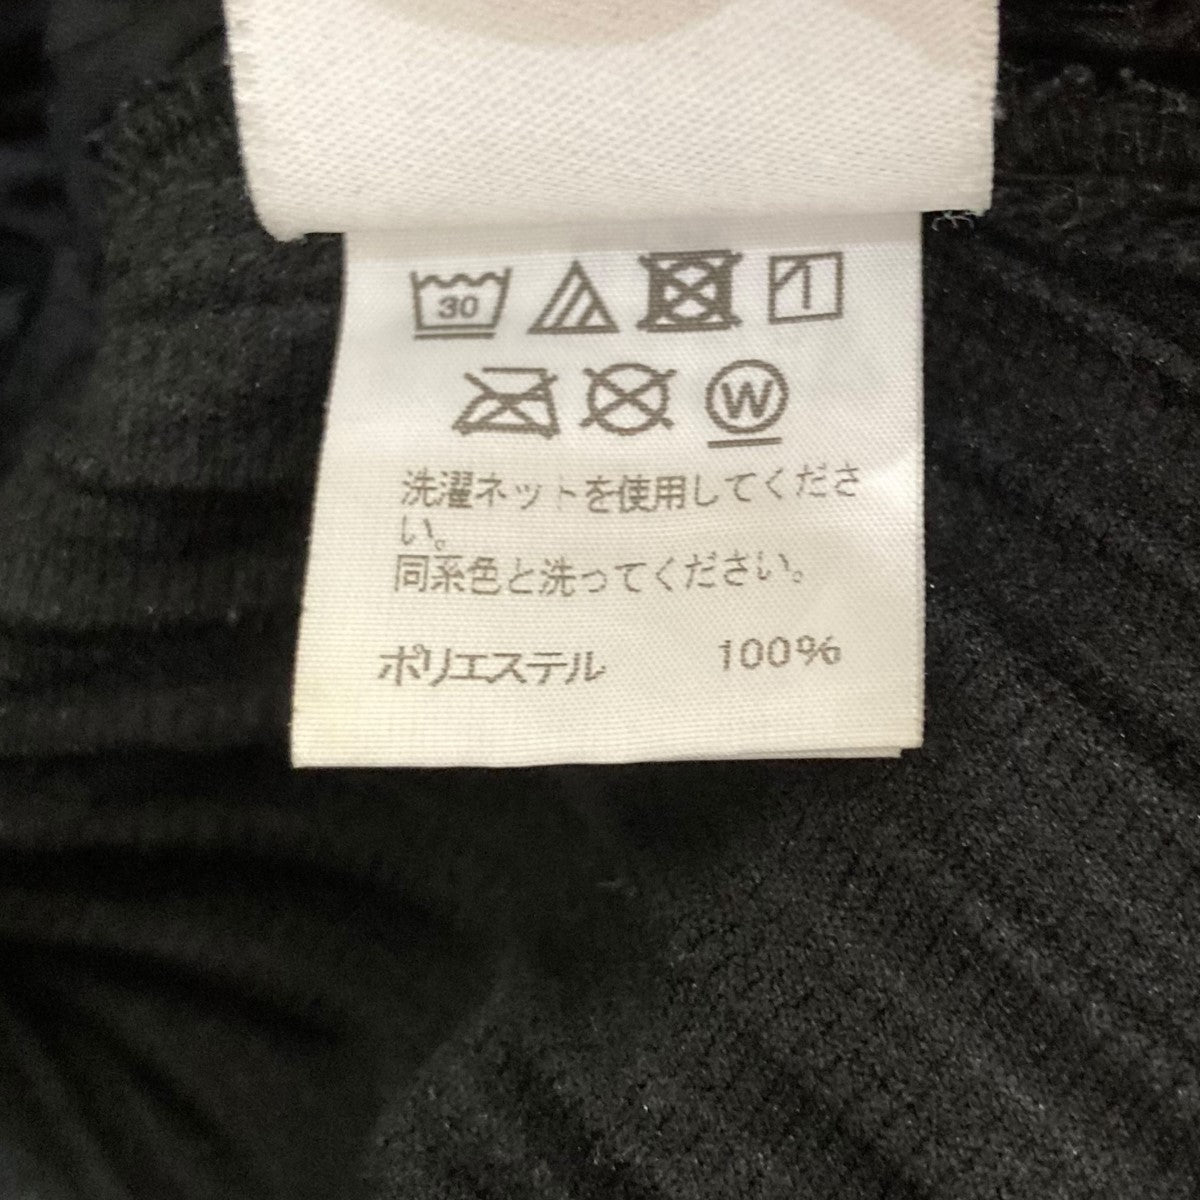 30
W
洗濯ネットを使用してくださ
い。
同系色と洗ってください。
ポリエステル 100%